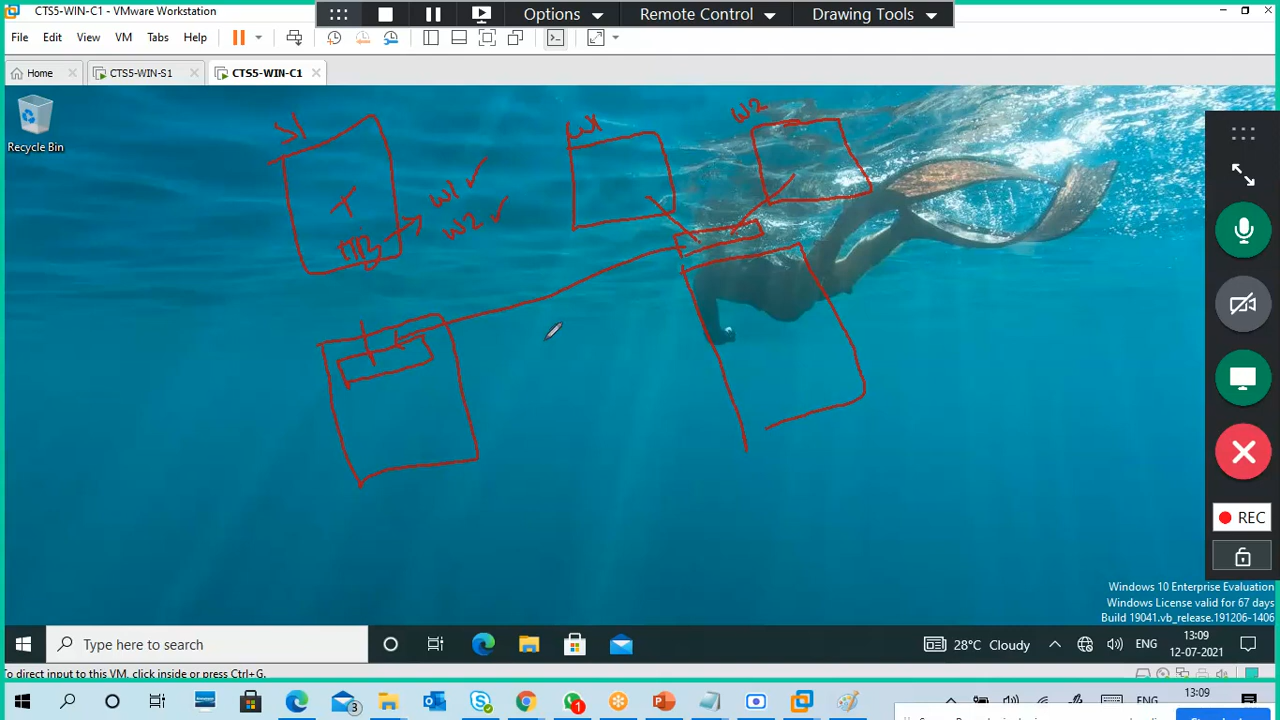 CTS5-WIN-C1 - VMware Workstation
Options
Remote Control
Drawing Tools
File Edit View VM Tabs Help
Home
CTS5-WIN-S1
CTS5-WIN-C1
Recycle Bin
S1
W1
W2
W1
W2
REC
Windows 10 Enterprise Evaluation
Windows License valid for 67 days
Build 19041.vb_release.191206-1406
Type here to search
28°C Cloudy
ENG
13:09
12-07-2021
To direct input to this VM, click inside or press Ctrl+G.
3
1
ENG
13:09